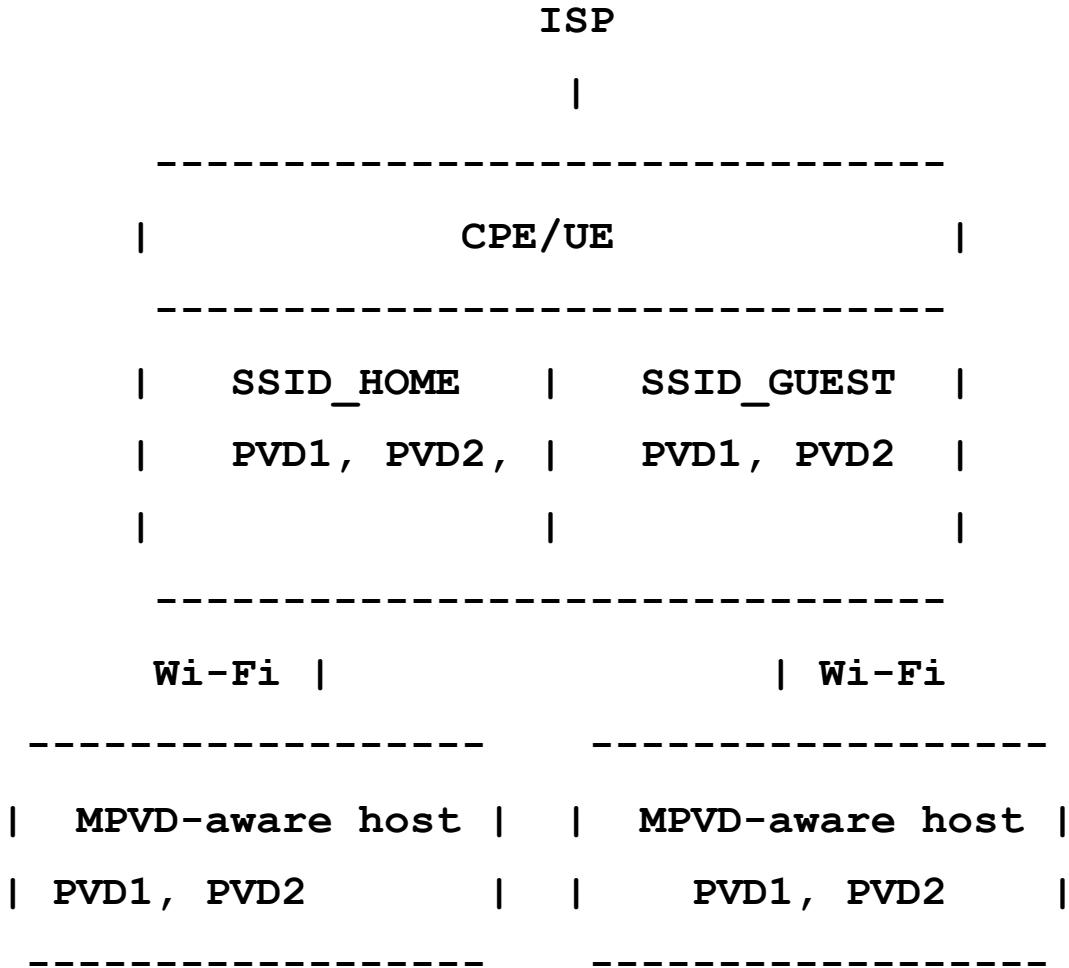 ISP
|
-------------------------------
| CPE/UE |
-------------------------------
| SSID_HOME | SSID_GUEST |
| PVD1, PVD2, | PVD1, PVD2 |
| | |
-------------------------------
Wi-Fi | | Wi-Fi
------------------ ------------------
| MPVD-aware host | | MPVD-aware host |
| PVD1, PVD2 | | PVD1, PVD2 |
------------------ ------------------